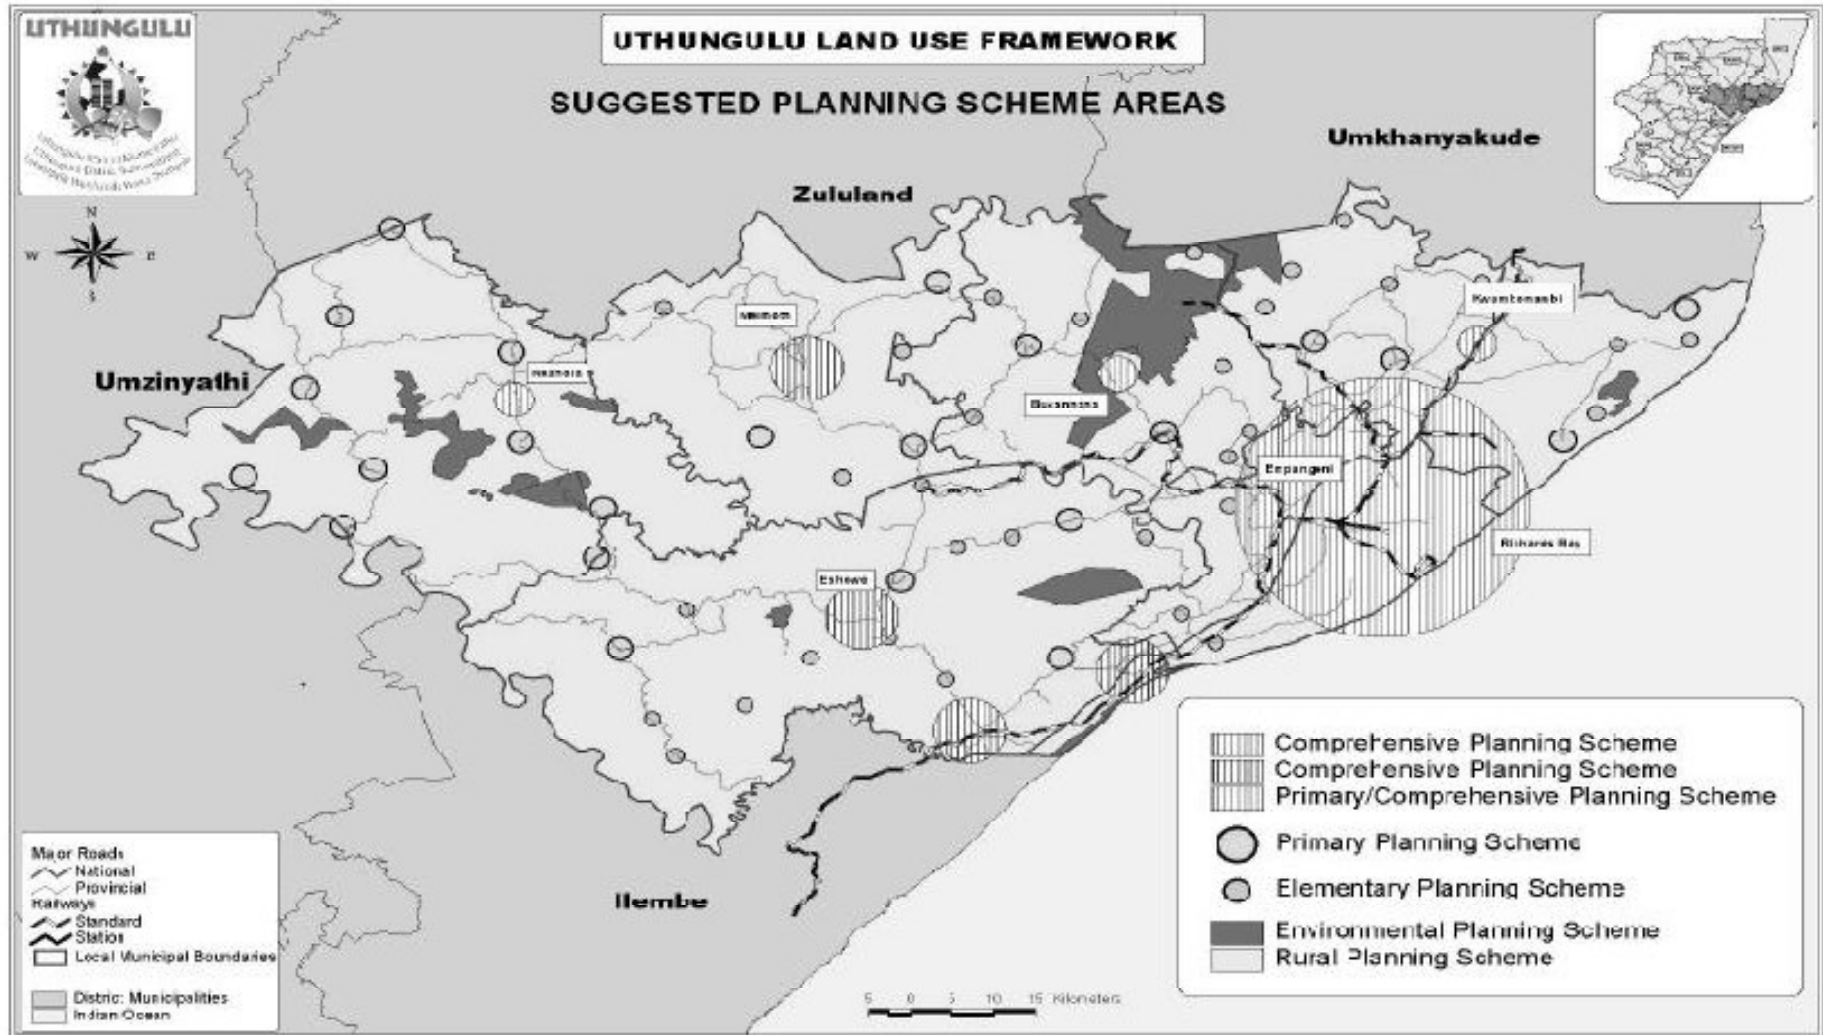 UTHUNGULU
UTHUNGULU LAND USE FRAMEWORK
SUGGESTED PLANNING SCHEME AREAS
Umkhanyakude
Zululand
N
W
E
S
Umzinyathi
Empangeni
Richards Bay
Eshowe
Ilembe
Comprehensive Planning Scheme
Comprehensive Planning Scheme
Primary/Comprehensive Planning Scheme
Primary Planning Scheme
Elementary Planning Scheme
Environmental Planning Scheme
Rural Planning Scheme
Major Roads
National
Provincial
Railways
Standard
Station
Local Municipal Boundaries
District Municipalities
Indian Ocean
5 0 5 10 15 Kilometers